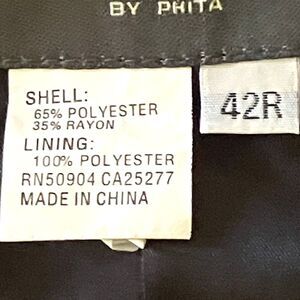 BY PHITA
SHELL:
65% POLYESTER
35% RAYON
LINING:
100% POLYESTER
RN50904 CA25277
MADE IN CHINA
42R